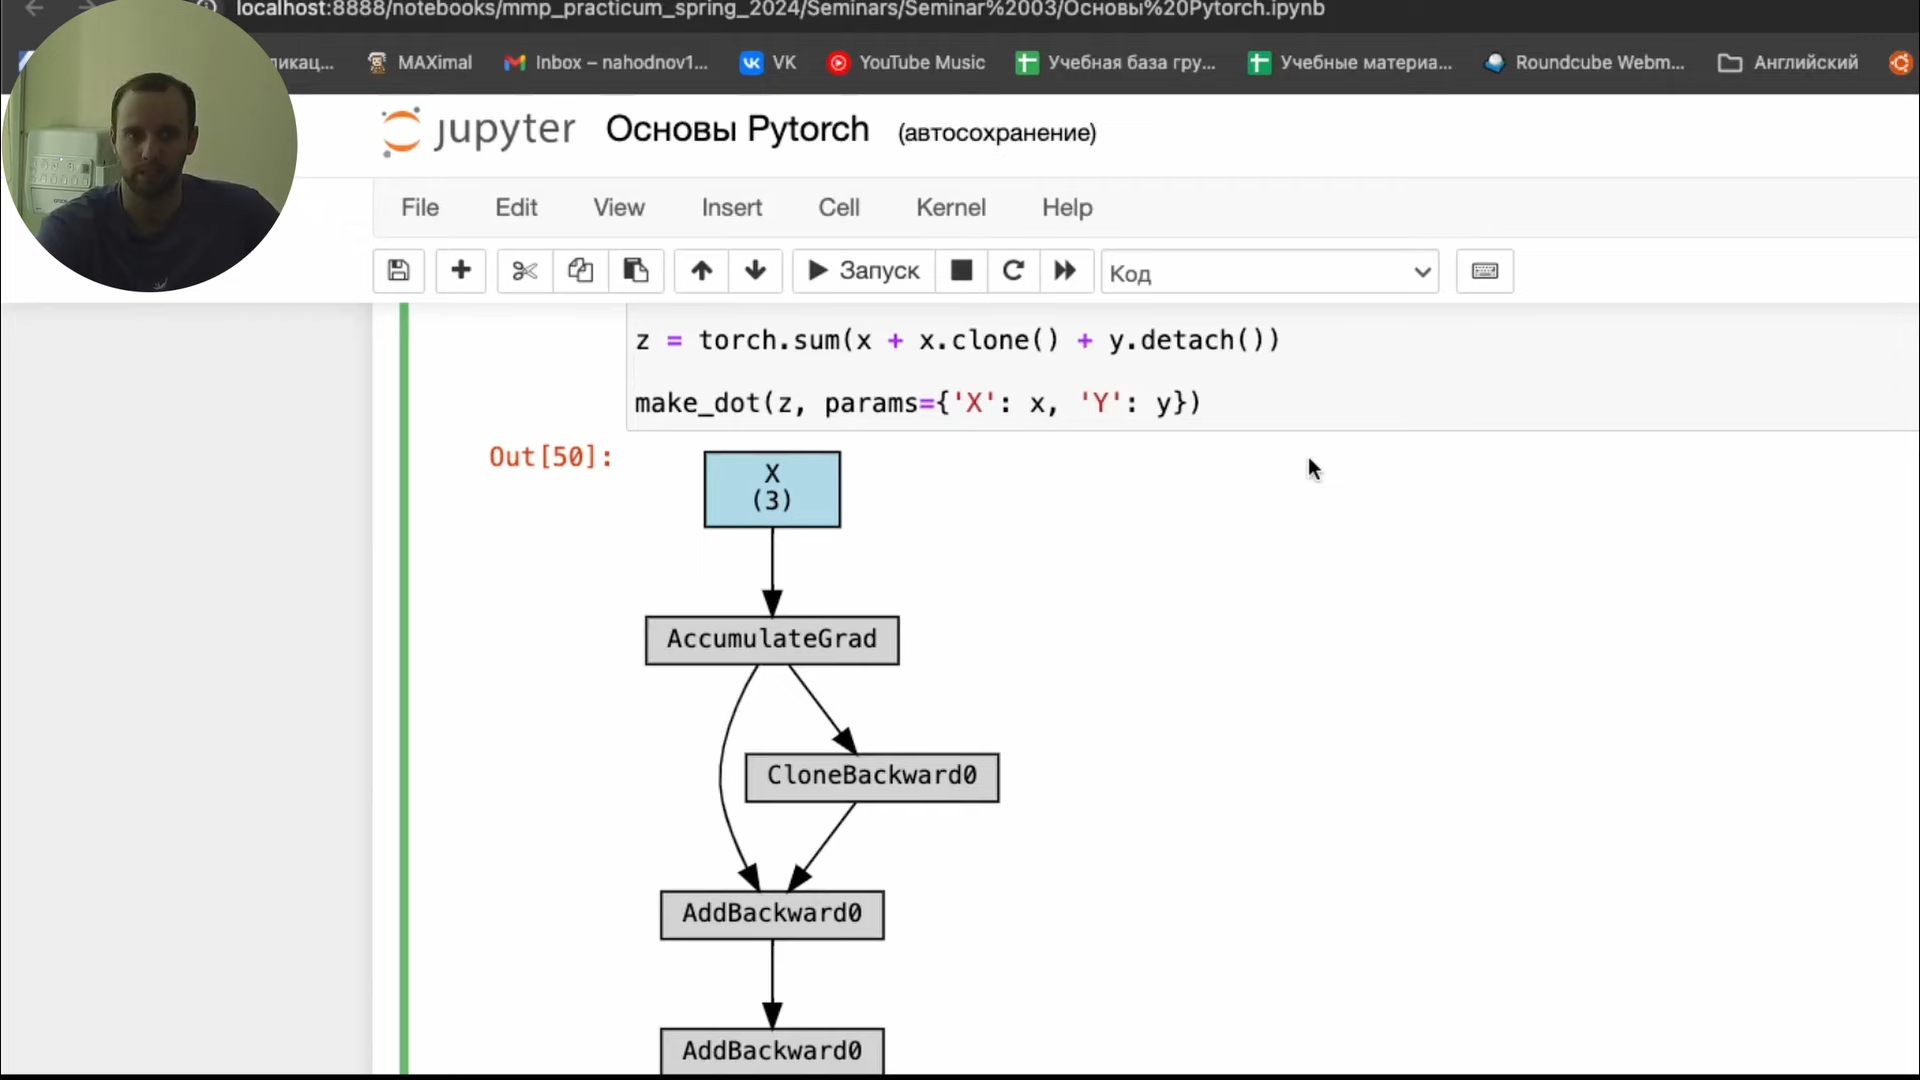 localhost:8888/notebooks/mmp_practicum_spring_2024/Seminars/Seminar%2003/Основы%20Pytorch.ipynb
ликац...
MAXimal
Inbox – nahodnov1...
VK
YouTube Music
Учебная база гру...
Учебные материа...
Roundcube Webm...
Английский
jupyter Основы Pytorch (автосохранение)
File Edit View Insert Cell Kernel Help
Запуск Код
z = torch.sum(x + x.clone() + y.detach())
make_dot(z, params={'X': x, 'Y': y})
Out[50]:
X
(3)
AccumulateGrad
CloneBackward0
AddBackward0
AddBackward0